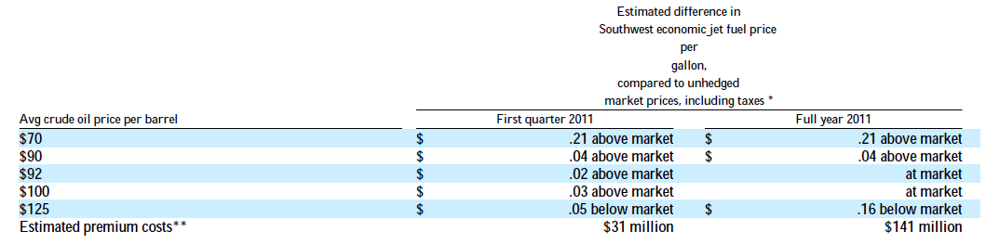 Estimated difference in
Southwest economic jet fuel price
per
gallon,
compared to unhedged
market prices, including taxes *
Avg crude oil price per barrel First quarter 2011 Full year 2011
$70 $ .21 above market $ .21 above market
$90 $ .04 above market $ .04 above market
$92 $ .02 above market at market
$100 $ .03 above market at market
$125 $ .05 below market $ .16 below market
Estimated premium costs** $31 million $141 million